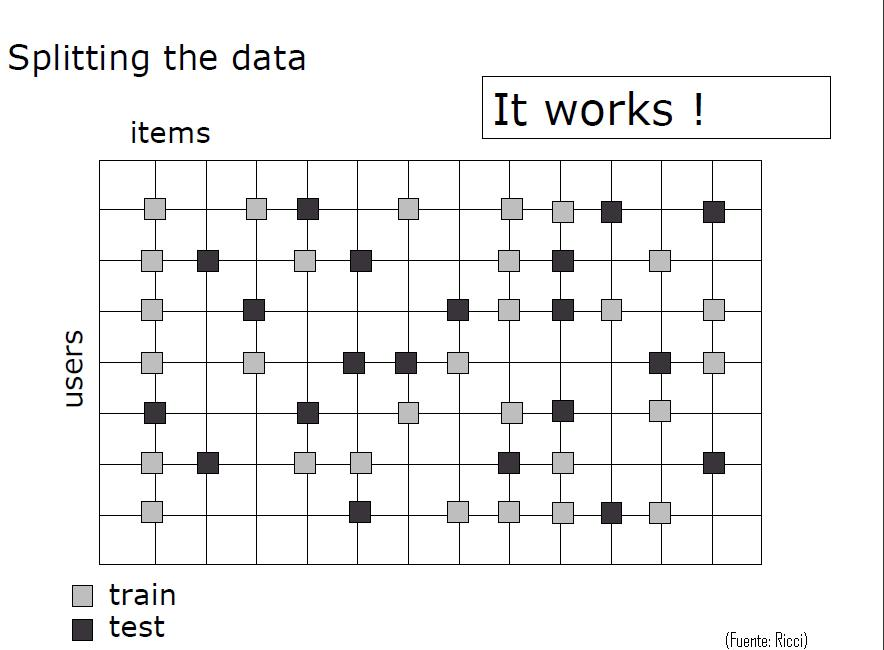 Splitting the data
It works !
items
users
train
test
(Fuente: Ricci)